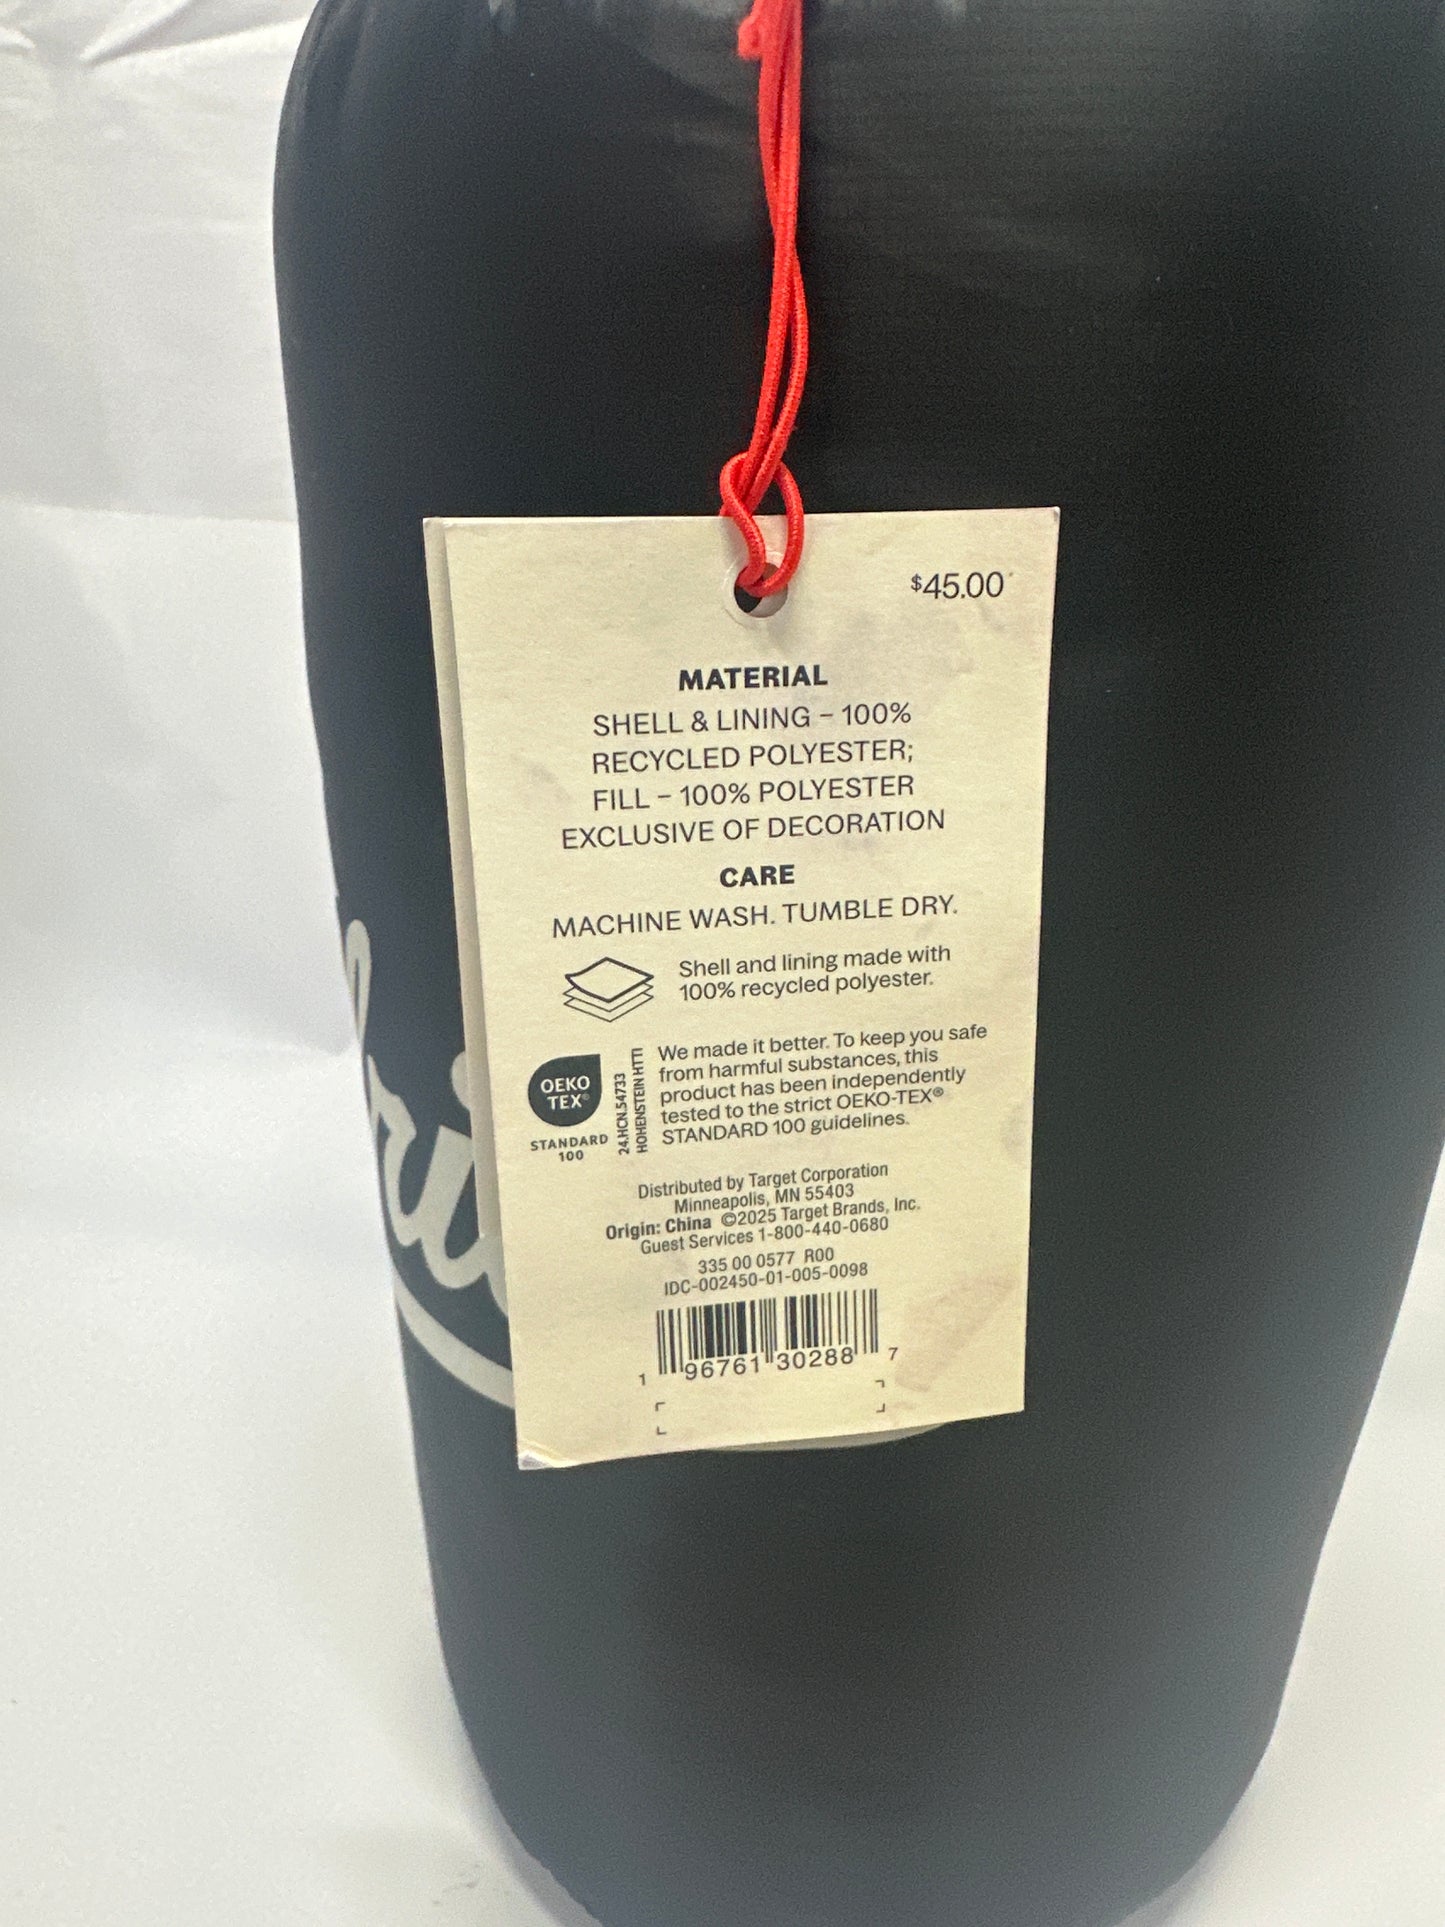 $45.00
MATERIAL
SHELL & LINING – 100%
RECYCLED POLYESTER;
FILL – 100% POLYESTER
EXCLUSIVE OF DECORATION
CARE
MACHINE WASH. TUMBLE DRY.
Shell and lining made with
100% recycled polyester.
OEKO
TEX®
STANDARD
100
24.HCN.54733
HOHENSTEIN HTTI
We made it better. To keep you safe
from harmful substances, this
product has been independently
tested to the strict OEKO-TEX®
STANDARD 100 guidelines.
Distributed by Target Corporation
Minneapolis, MN 55403
Origin: China ©2025 Target Brands, Inc.
Guest Services 1-800-440-0680
335 00 0577 R00
IDC-002450-01-005-0098
1 96761 30288 7